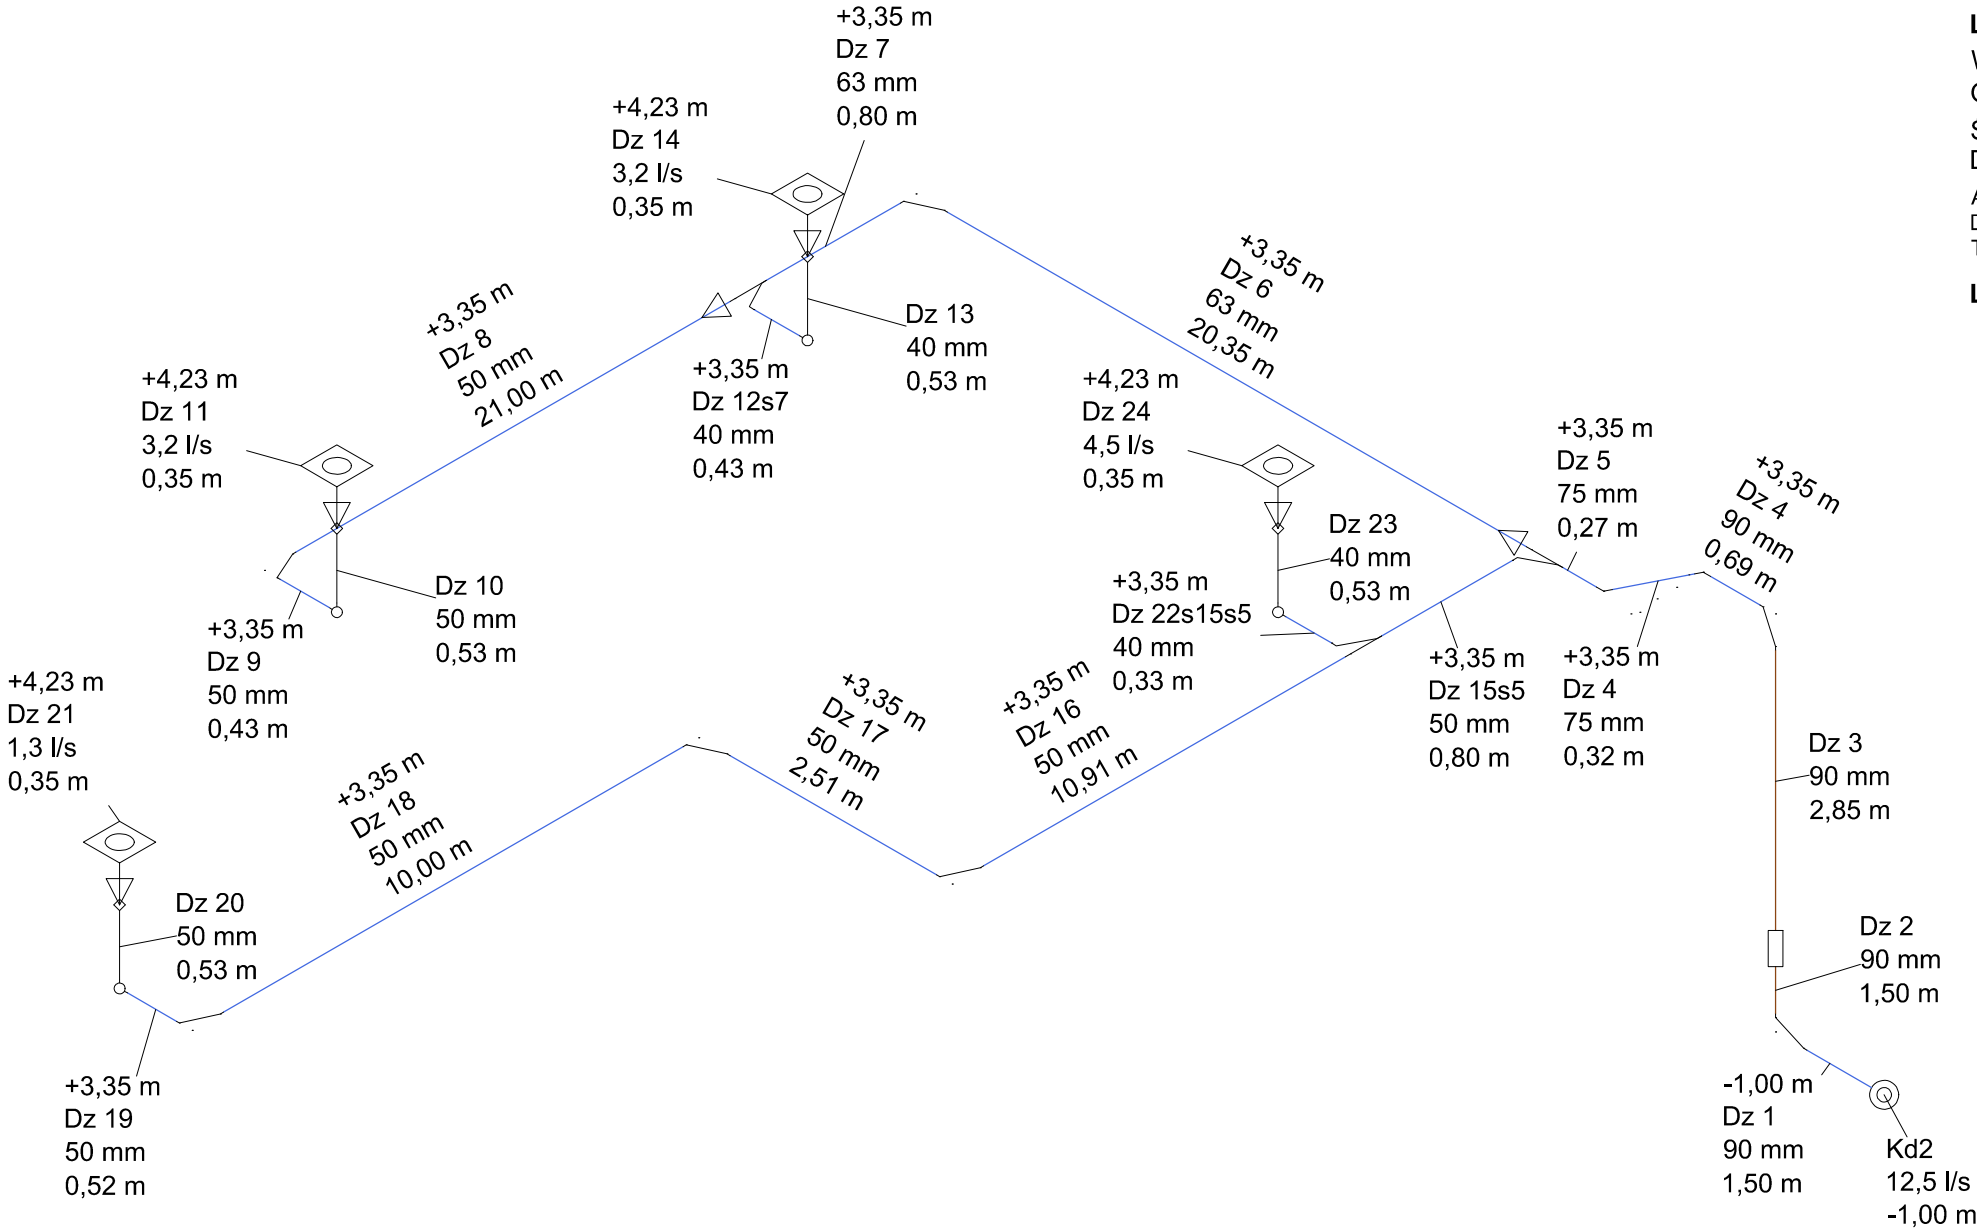 +3,35 m
Dz 7
63 mm
0,80 m
+4,23 m
Dz 14
3,2 l/s
0,35 m
+3,35 m
Dz 6
63 mm
20,35 m
+3,35 m
Dz 8
50 mm
21,00 m
Dz 13
40 mm
0,53 m
+3,35 m
Dz 12s7
40 mm
0,43 m
+4,23 m
Dz 11
3,2 l/s
0,35 m
+4,23 m
Dz 24
4,5 l/s
0,35 m
+3,35 m
Dz 5
75 mm
0,27 m
+3,35 m
Dz 4
90 mm
0,69 m
Dz 23
40 mm
0,53 m
Dz 10
50 mm
0,53 m
+3,35 m
Dz 22s15s5
40 mm
0,33 m
+3,35 m
Dz 9
50 mm
0,43 m
+4,23 m
Dz 21
1,3 l/s
0,35 m
+3,35 m
Dz 17
50 mm
2,51 m
+3,35 m
Dz 16
50 mm
10,91 m
+3,35 m
Dz 15s5
50 mm
0,80 m
+3,35 m
Dz 4
75 mm
0,32 m
Dz 3
90 mm
2,85 m
+3,35 m
Dz 18
50 mm
10,00 m
Dz 20
50 mm
0,53 m
Dz 2
90 mm
1,50 m
+3,35 m
Dz 19
50 mm
0,52 m
-1,00 m
Dz 1
90 mm
1,50 m
Kd2
12,5 l/s
-1,00 m